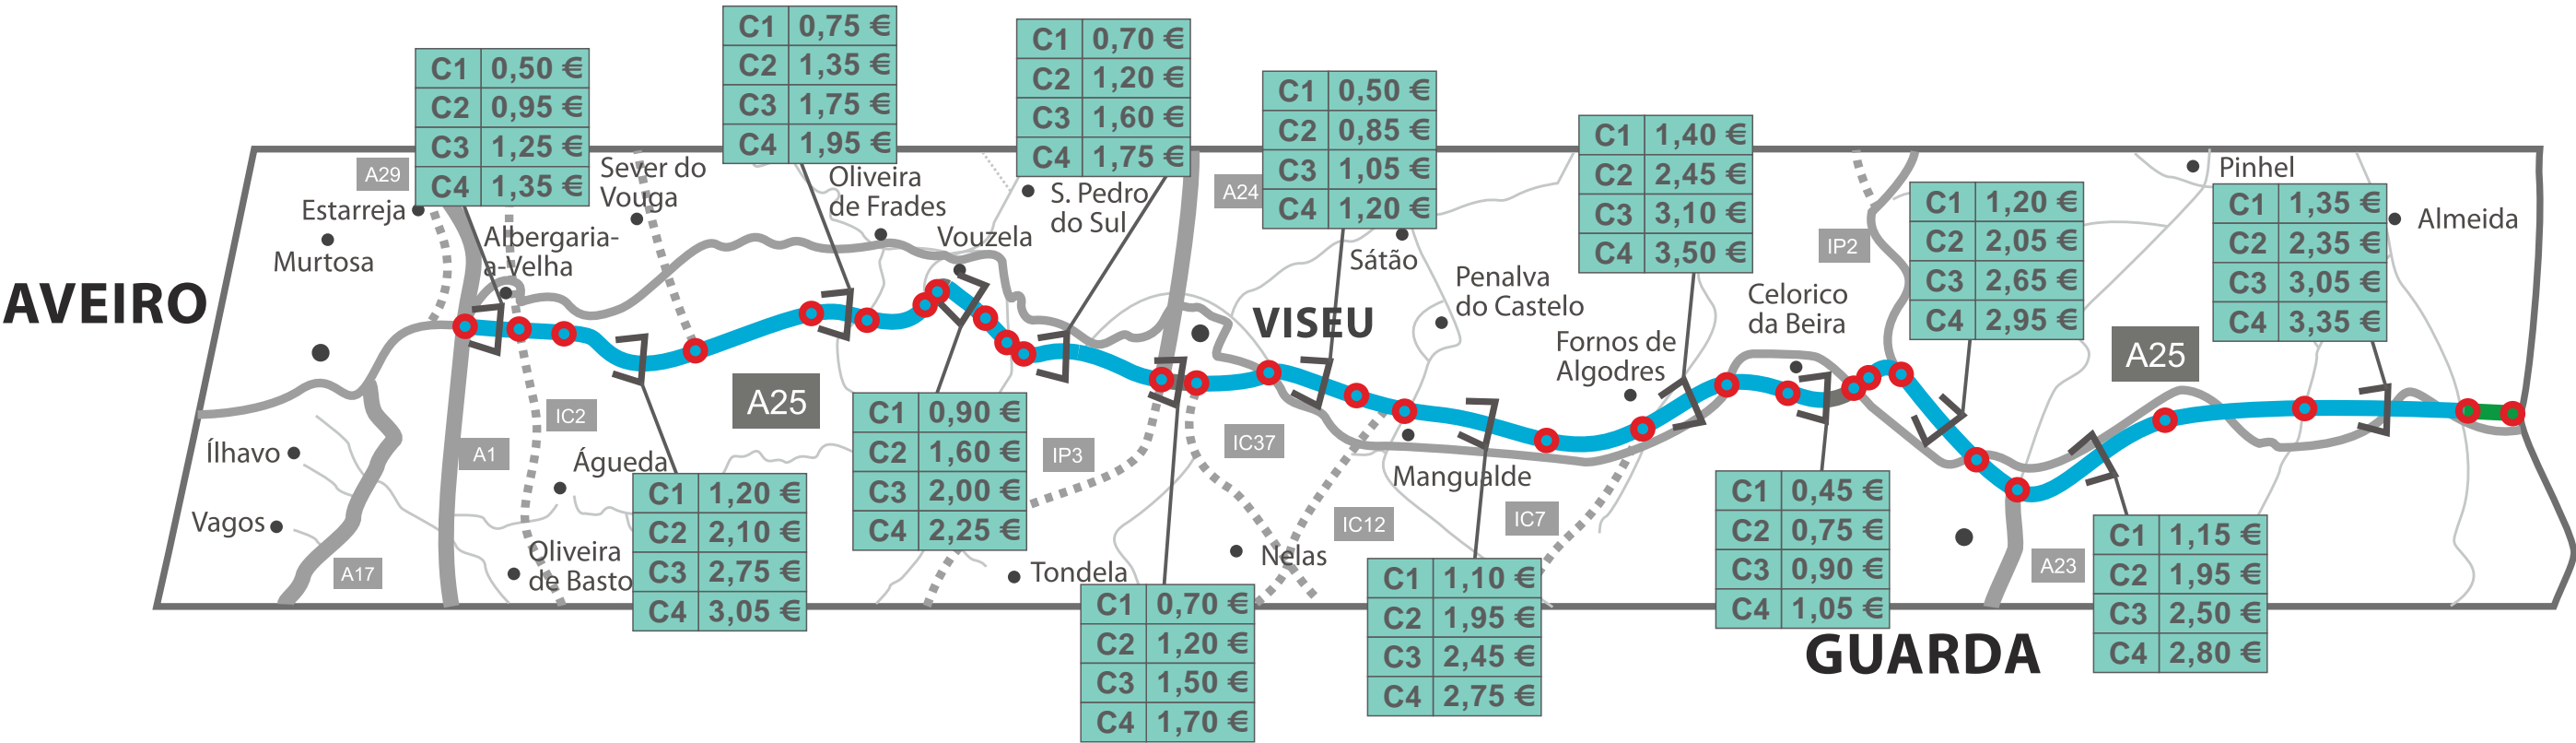 C1 0,50 €
C2 0,95 €
C3 1,25 €
C4 1,35 €
C1 0,75 €
C2 1,35 €
C3 1,75 €
C4 1,95 €
C1 0,70 €
C2 1,20 €
C3 1,60 €
C4 1,75 €
C1 0,50 €
C2 0,85 €
C3 1,05 €
C4 1,20 €
C1 1,40 €
C2 2,45 €
C3 3,10 €
C4 3,50 €
C1 1,20 €
C2 2,05 €
C3 2,65 €
C4 2,95 €
C1 1,35 €
C2 2,35 €
C3 3,05 €
C4 3,35 €
A29
Estarreja
Murtosa
AVEIRO
Albergaria-
a-Velha
Sever do
Vouga
Oliveira
de Frades
Vouzela
S. Pedro
do Sul
A24
VISEU
Sátão
Penalva
do Castelo
Fornos de
Algodres
Celorico
da Beira
IP2
Pinhel
Almeida
A25
A25
Ílhavo
Vagos
A17
A1
IC2
Águeda
Oliveira
de Basto
IP3
Tondela
IC37
Nelas
IC12
Mangualde
IC7
GUARDA
A23
C1 1,20 €
C2 2,10 €
C3 2,75 €
C4 3,05 €
C1 0,90 €
C2 1,60 €
C3 2,00 €
C4 2,25 €
C1 0,70 €
C2 1,20 €
C3 1,50 €
C4 1,70 €
C1 1,10 €
C2 1,95 €
C3 2,45 €
C4 2,75 €
C1 0,45 €
C2 0,75 €
C3 0,90 €
C4 1,05 €
C1 1,15 €
C2 1,95 €
C3 2,50 €
C4 2,80 €